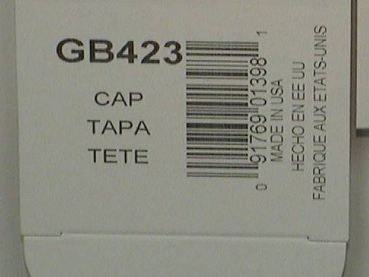 GB423
CAP
TAPA
TETE
0 91769 01398 1
MADE IN USA
HECHO EN EE UU
FABRIQUE AUX ETATS-UNIS